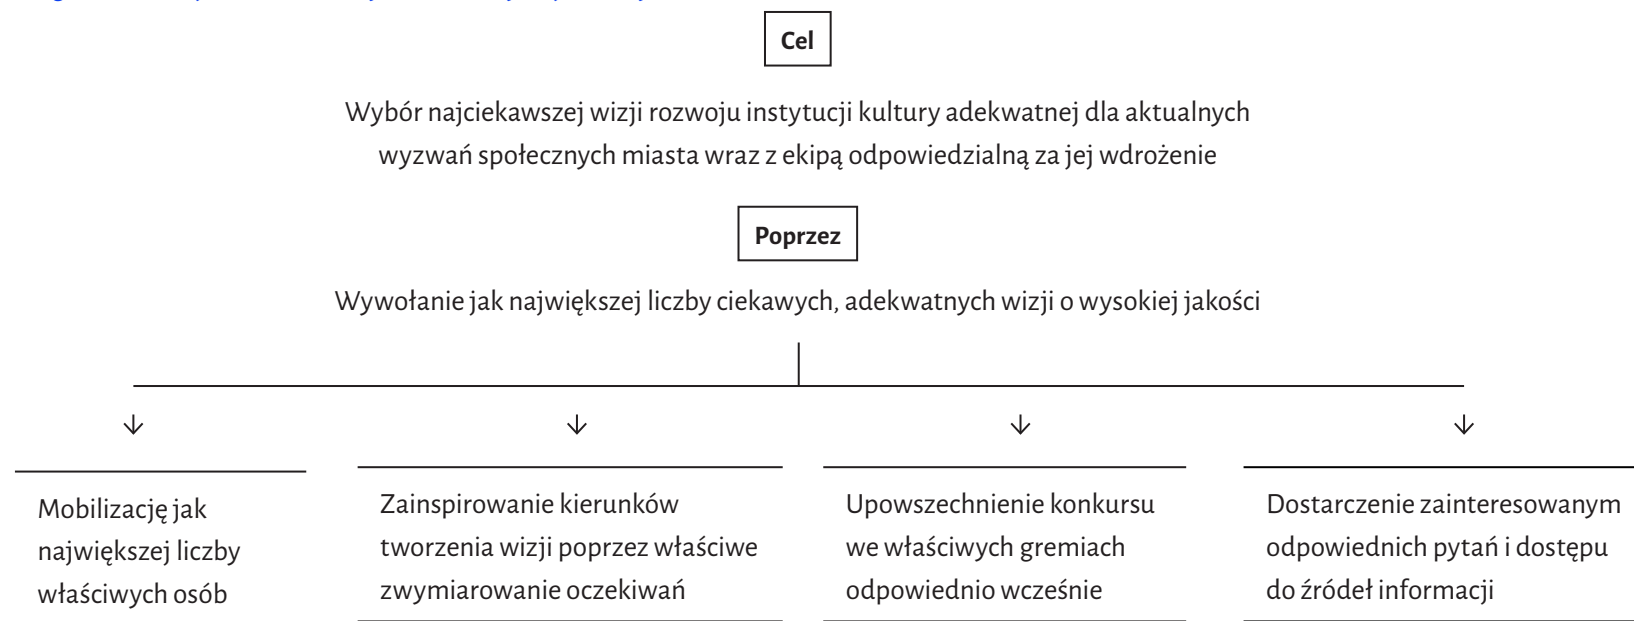 Cel
Wybór najciekawszej wizji rozwoju instytucji kultury adekwatnej dla aktualnych
wyzwań społecznych miasta wraz z ekipą odpowiedzialną za jej wdrożenie
Poprzez
Wywołanie jak największej liczby ciekawych, adekwatnych wizji o wysokiej jakości
Mobilizację jak
największej liczby
właściwych osób
Zainspirowanie kierunków
tworzenia wizji poprzez właściwe
zwymiarowanie oczekiwań
Upowszechnienie konkursu
we właściwych gremiach
odpowiednio wcześnie
Dostarczenie zainteresowanym
odpowiednich pytań i dostępu
do źródeł informacji